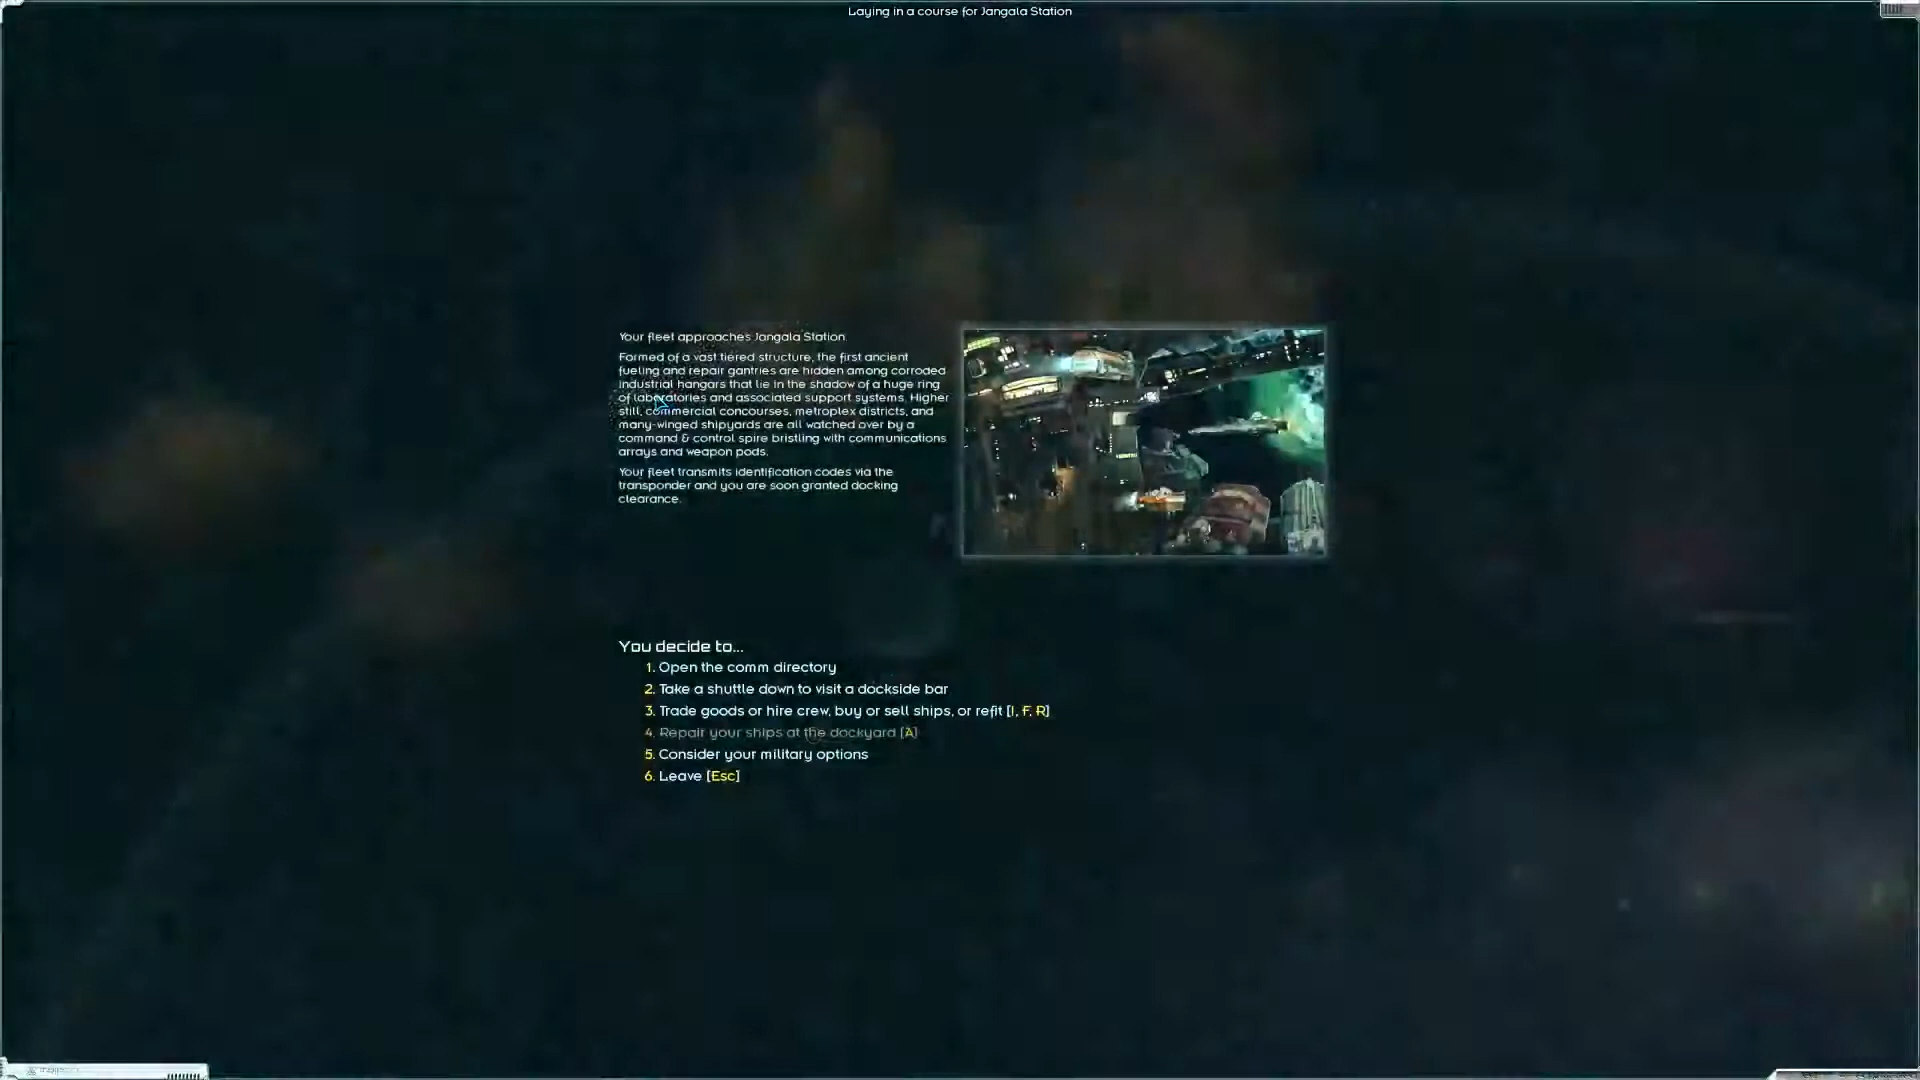 Laying in a course for Jangala Station
Your fleet approaches Jangala Station.
Formed of a vast tiered structure, the first ancient
fueling and repair gantries are hidden among corroded
industrial hangars that lie in the shadow of a huge ring
of laboratories and associated support systems. Higher
still, commercial concourses, metroplex districts, and
many-winged shipyards are all watched over by a
command & control spire bristling with communications
arrays and weapon pods.
Your fleet transmits identification codes via the
transponder and you are soon granted docking
clearance.
You decide to...
1. Open the comm directory
2. Take a shuttle down to visit a dockside bar
3. Trade goods or hire crew, buy or sell ships, or refit [I, F, R]
4. Repair your ships at the dockyard [A]
5. Consider your military options
6. Leave [Esc]